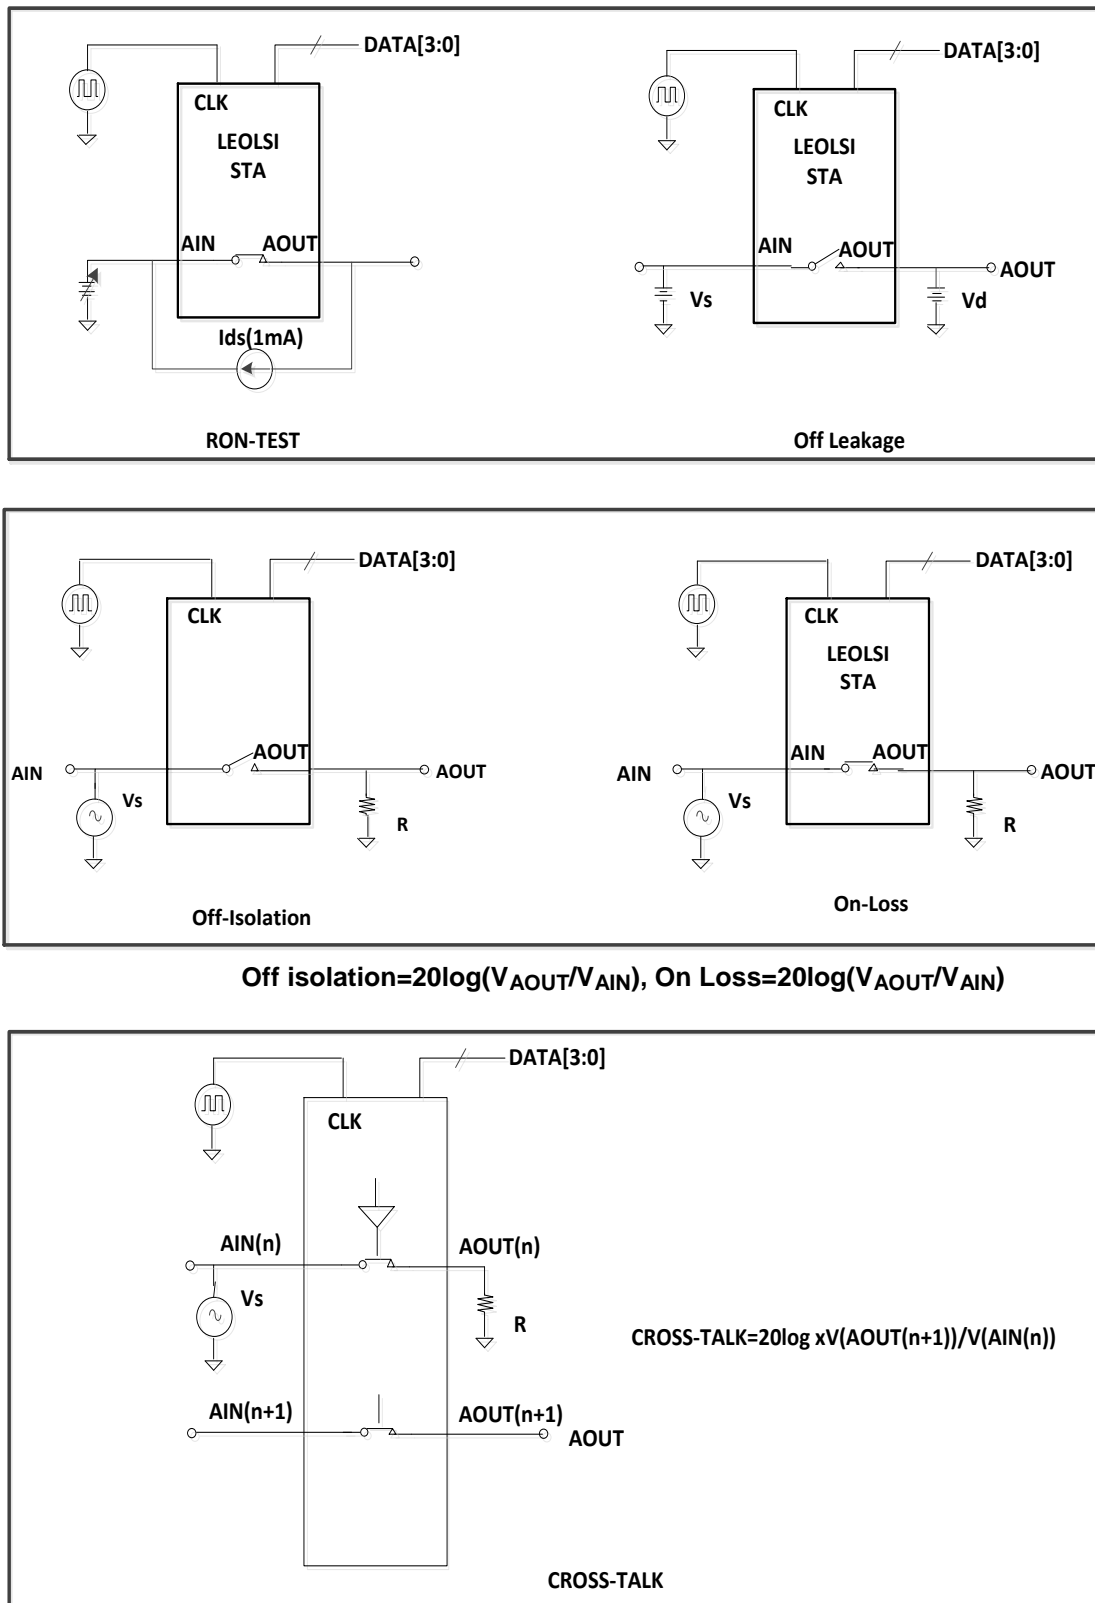 DATA[3:0]
CLK
LEOLSI
STA
AIN AOUT
Ids(1mA)
RON-TEST
DATA[3:0]
CLK
LEOLSI
STA
AIN AOUT
AOUT
Vs
Vd
Off Leakage
DATA[3:0]
CLK
AOUT
AIN
AOUT
Vs
R
Off-Isolation
DATA[3:0]
CLK
LEOLSI
STA
AIN AOUT
AIN
AOUT
Vs
R
On-Loss
Off isolation=20log(VAOUT/VAIN), On Loss=20log(VAOUT/VAIN)
DATA[3:0]
CLK
AIN(n)
AOUT(n)
Vs
R
CROSS-TALK=20log xV(AOUT(n+1))/V(AIN(n))
AIN(n+1)
AOUT(n+1)
AOUT
CROSS-TALK